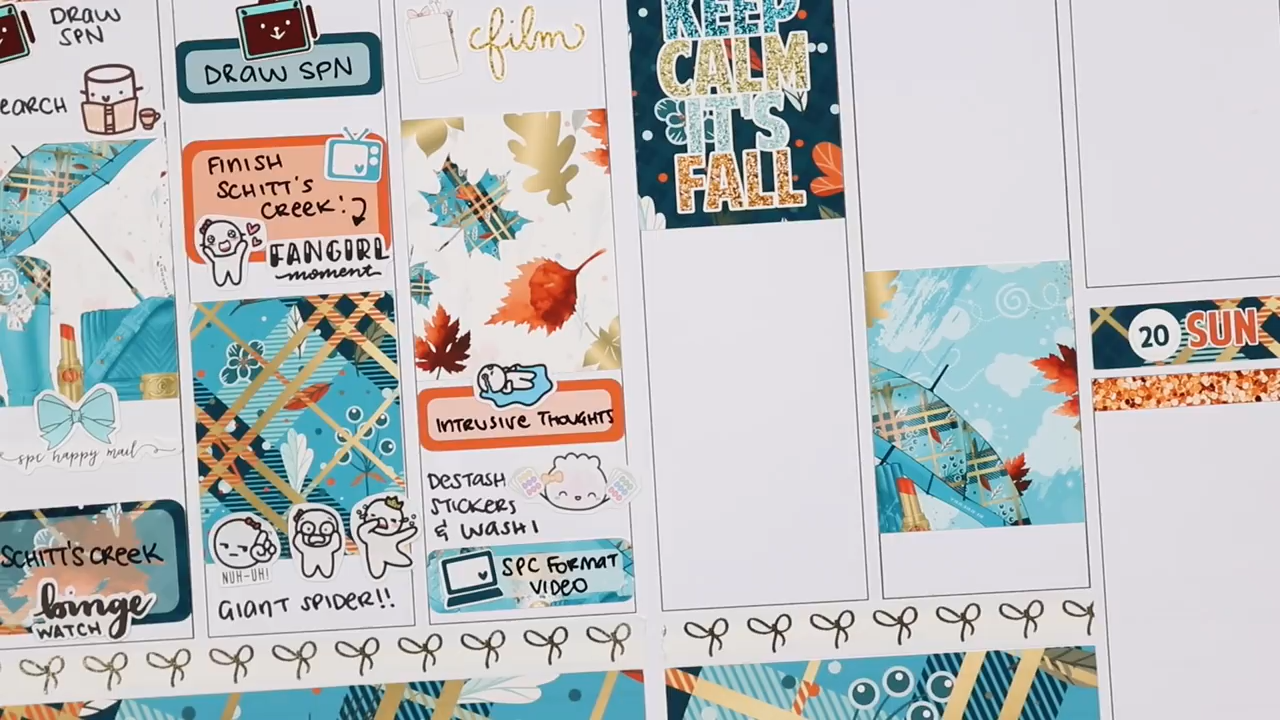 DRAW
SPN
EARCH
spc happy mail
SCHITT'S CREEK
binge
WATCH
DRAW SPN
FINISH
SCHITT'S
CREEK!
FANGIRL
moment
NUH-UH!
GIANT SPIDER!!
film
INTRUSIVE THOUGHTS
DESTASH
STICKERS
& WASHI
SPC FORMAT
VIDEO
KEEP
CALM
IT'S
FALL
20 SUN